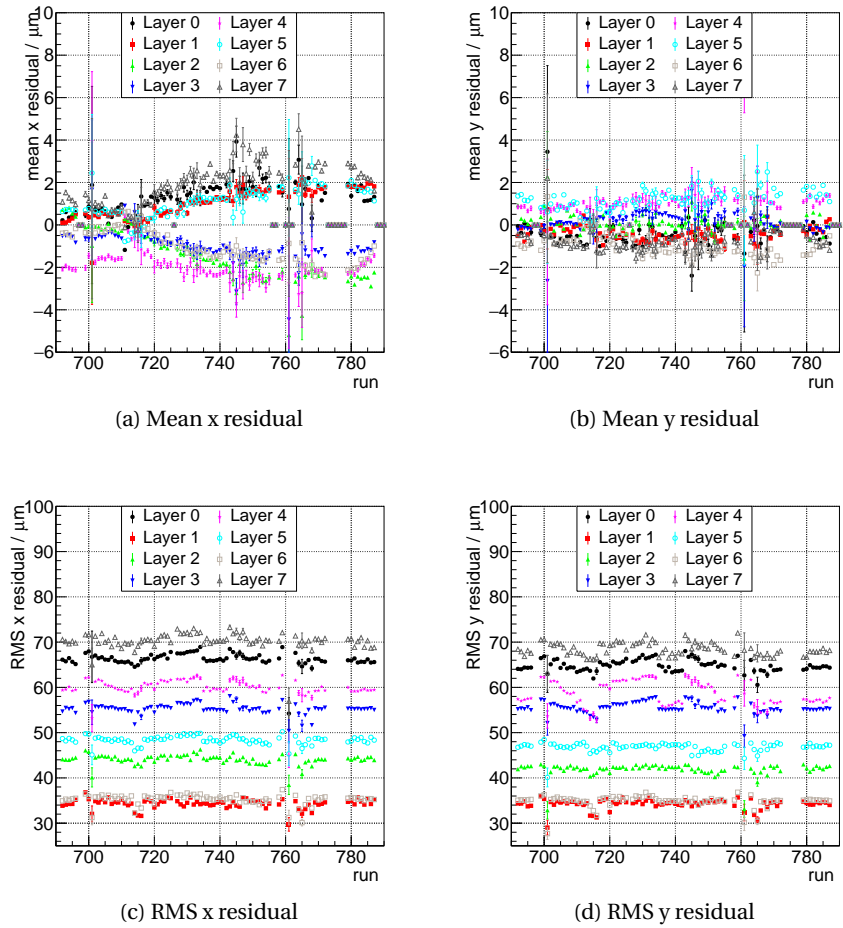 mean x residual / μm
10
8
6
4
2
0
−2
−4
−6
700 720 740 760 780
run
Layer 0 Layer 4
Layer 1 Layer 5
Layer 2 Layer 6
Layer 3 Layer 7
(a) Mean x residual
mean y residual / μm
10
8
6
4
2
0
−2
−4
−6
700 720 740 760 780
run
Layer 0 Layer 4
Layer 1 Layer 5
Layer 2 Layer 6
Layer 3 Layer 7
(b) Mean y residual
RMS x residual / μm
100
90
80
70
60
50
40
30
700 720 740 760 780
run
Layer 0 Layer 4
Layer 1 Layer 5
Layer 2 Layer 6
Layer 3 Layer 7
(c) RMS x residual
RMS y residual / μm
100
90
80
70
60
50
40
30
700 720 740 760 780
run
Layer 0 Layer 4
Layer 1 Layer 5
Layer 2 Layer 6
Layer 3 Layer 7
(d) RMS y residual